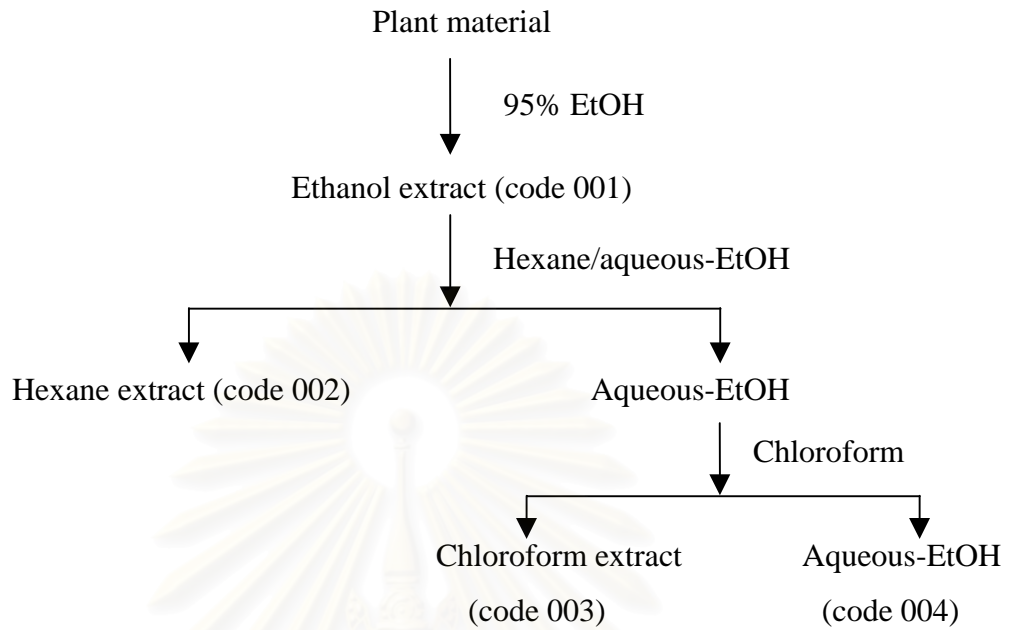 Plant material
95% EtOH
Ethanol extract (code 001)
Hexane/aqueous-EtOH
Hexane extract (code 002)
Aqueous-EtOH
Chloroform
Chloroform extract
(code 003)
Aqueous-EtOH
(code 004)